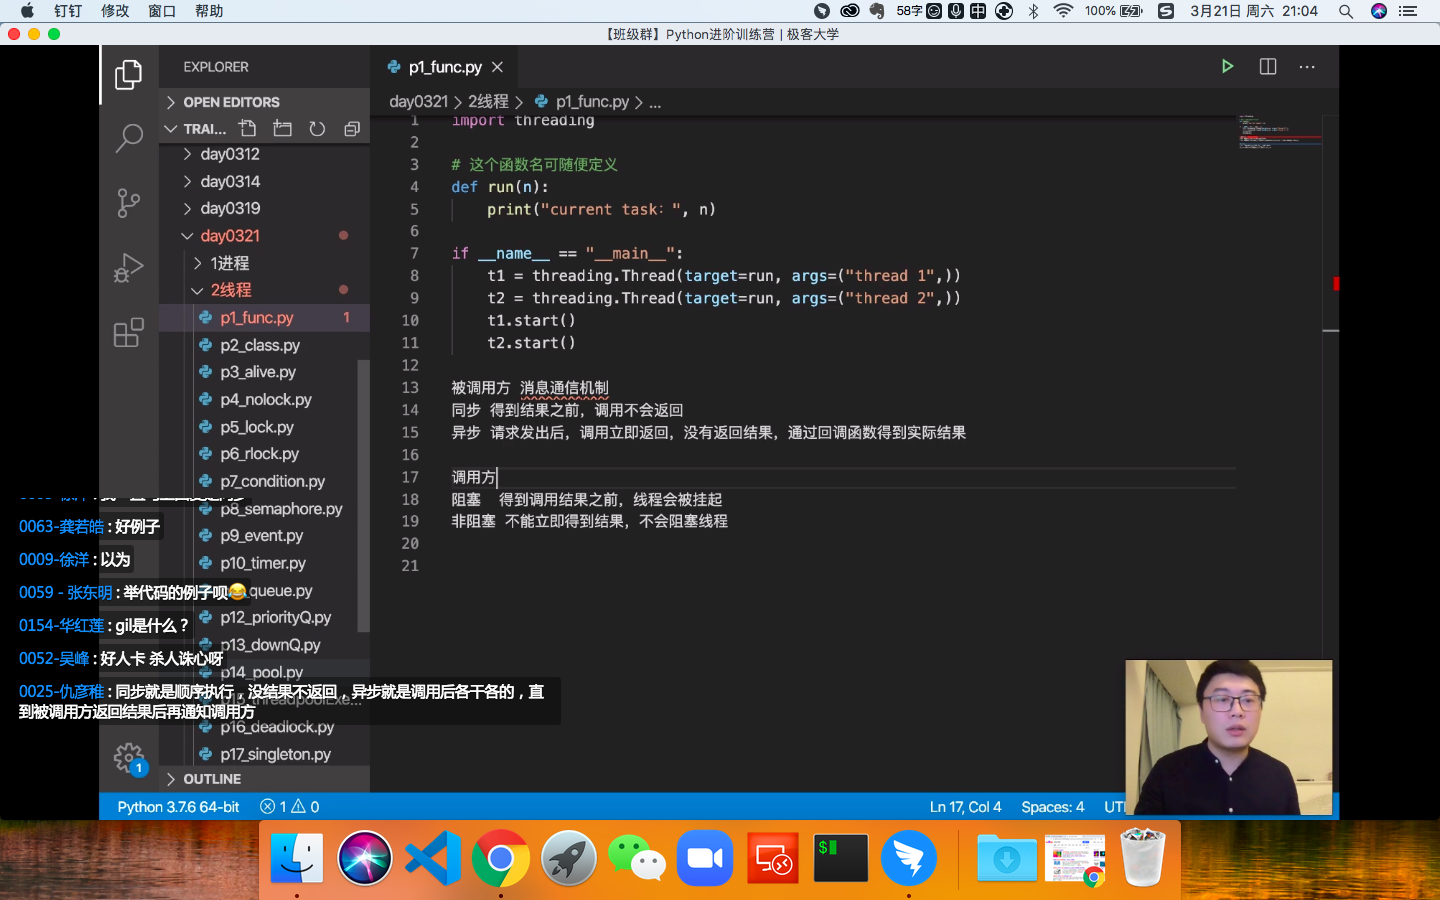 钉钉 修改 窗口 帮助
58字
100%
3月21日 周六 21:04
【班级群】Python进阶训练营 | 极客大学
EXPLORER
OPEN EDITORS
TRAI...
day0312
day0314
day0319
day0321
1进程
2线程
p1_func.py 1
p2_class.py
p3_alive.py
p4_nolock.py
p5_lock.py
p6_rlock.py
p7_condition.py
p8_semaphore.py
p9_event.py
p10_timer.py
queue.py
p12_priorityQ.py
p13_downQ.py
p14_pool.py
p16_deadlock.py
p17_singleton.py
OUTLINE
p1_func.py
day0321 > 2线程 > p1_func.py > ...
1 import threading
2
3 # 这个函数名可随便定义
4 def run(n):
5 print("current task: ", n)
6
7 if __name__ == "__main__":
8 t1 = threading.Thread(target=run, args=("thread 1",))
9 t2 = threading.Thread(target=run, args=("thread 2",))
10 t1.start()
11 t2.start()
12
13 被调用方 消息通信机制
14 同步 得到结果之前，调用不会返回
15 异步 请求发出后，调用立即返回，没有返回结果，通过回调函数得到实际结果
16
17 调用方
18 阻塞 得到调用结果之前，线程会被挂起
19 非阻塞 不能立即得到结果，不会阻塞线程
20
21
0063-龚若皓 : 好例子
0009-徐洋 : 以为
0059 - 张东明 : 举代码的例子呗😂
0154-华红莲 : gil是什么？
0052-吴峰 : 好人卡 杀人诛心呀
0025-仇彦稚 : 同步就是顺序执行，没结果不返回，异步就是调用后各干各的，直
到被调用方返回结果后再通知调用方
1
Python 3.7.6 64-bit 1 0
Ln 17, Col 4 Spaces: 4 UT
$